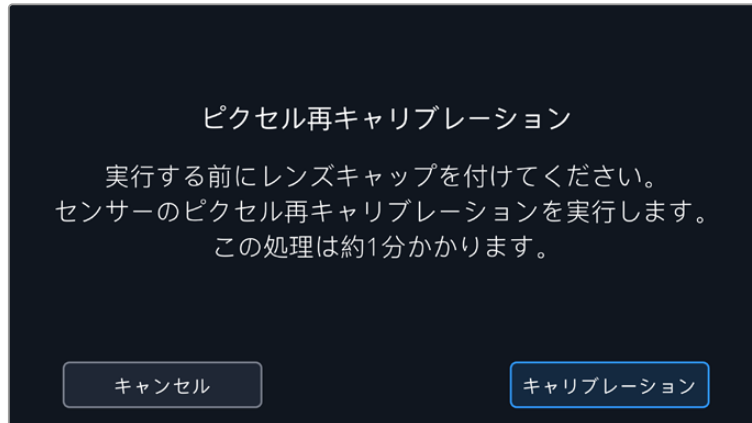 ピクセル再キャリブレーション
実行する前にレンズキャップを付けてください。
センサーのピクセル再キャリブレーションを実行します。
この処理は約1分かかります。
キャンセル
キャリブレーション